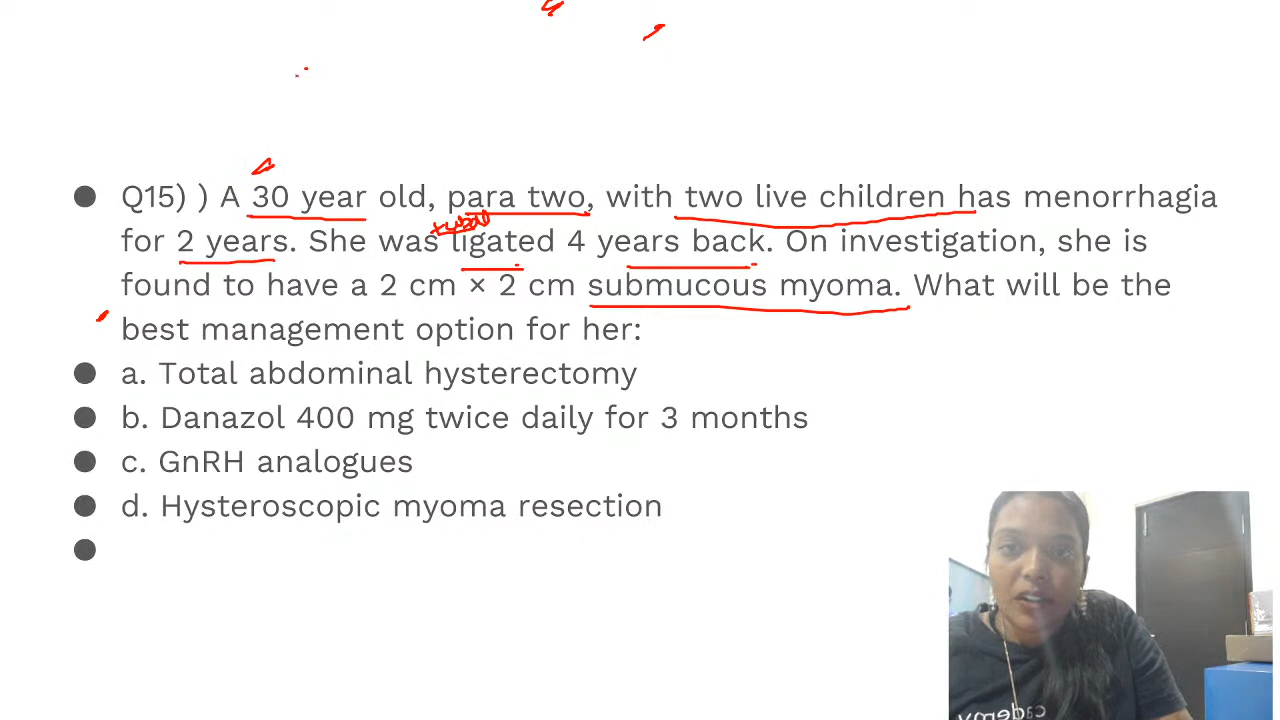 Q15) ) A 30 year old, para two, with two live children has menorrhagia
tubal
for 2 years. She was ligated 4 years back. On investigation, she is
found to have a 2 cm × 2 cm submucous myoma. What will be the
best management option for her:
a. Total abdominal hysterectomy
b. Danazol 400 mg twice daily for 3 months
c. GnRH analogues
d. Hysteroscopic myoma resection